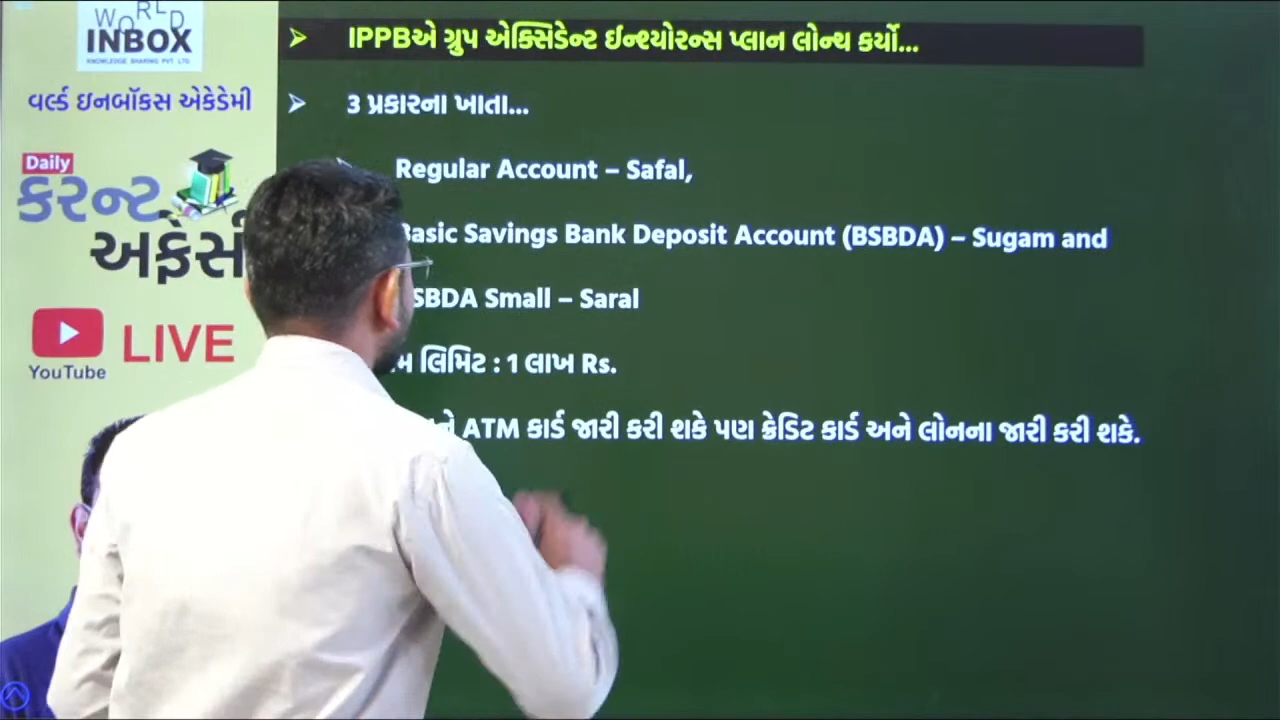 WORLD
INBOX
KNOWLEDGE SHARING PVT. LTD.
વર્લ્ડ ઇનબૉક્સ એકેડેમી
Daily
કરન્ટ
YouTube
LIVE
IPPBએ ગ્રુપ એક્સિડેન્ટ ઈન્શ્યોરન્સ પ્લાન લોન્ચ કર્યો...
3 પ્રકારના ખાતા...
Regular Account – Safal,
Basic Savings Bank Deposit Account (BSBDA) – Sugam and
SBDA Small – Saral
લિમિટ : 1 લાખ Rs.
ATM કાર્ડ જારી કરી શકે પણ ક્રેડિટ કાર્ડ અને લોનના જારી કરી શકે.